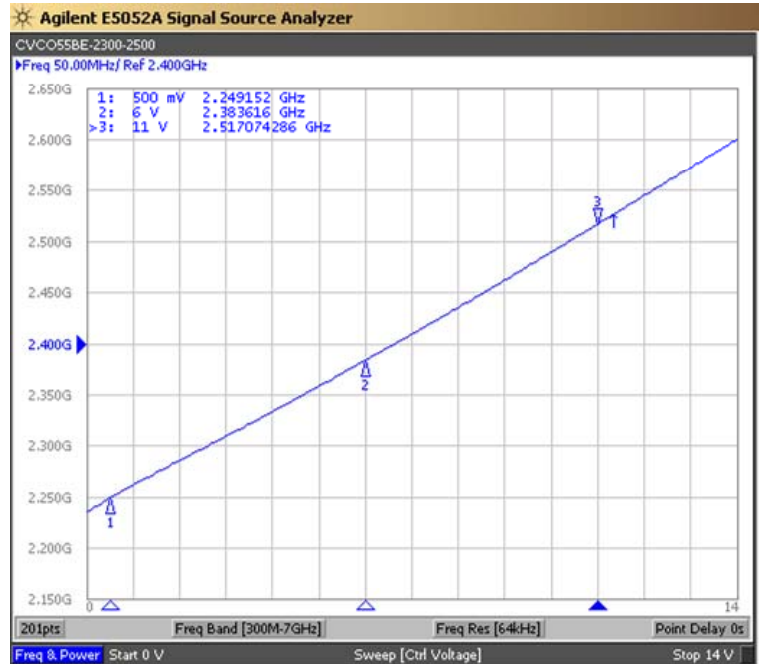 Agilent E5052A Signal Source Analyzer
CVCO55BE-2300-2500
Freq 50.00MHz/ Ref 2.400GHz
2.650G
1: 500 mV 2.249152 GHz
2: 6 V 2.383616 GHz
>3: 11 V 2.517074286 GHz
2.600G
2.550G
3
2.500G
2.450G
2.400G
2
2.350G
2.300G
2.250G
1
2.200G
2.150G
0 14
201pts Freq Band [300M-7GHz] Freq Res [64kHz] Point Delay 0s
Freq & Power Start 0 V Sweep [Ctrl Voltage] Stop 14 V